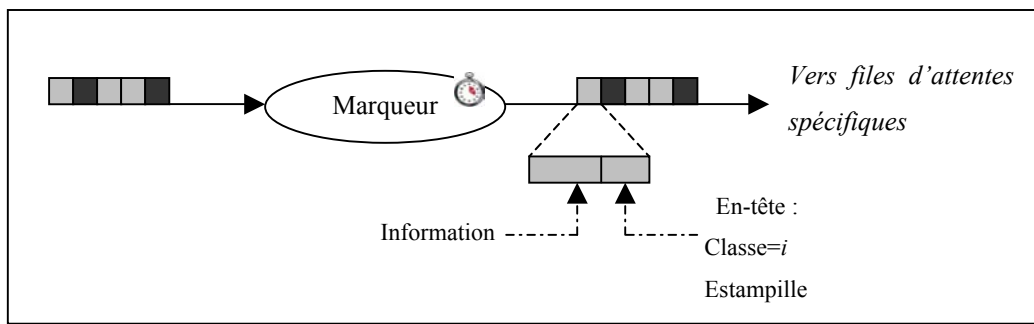 Marqueur
Vers files d’attentes
spécifiques
Information
En-tête :
Classe=i
Estampille